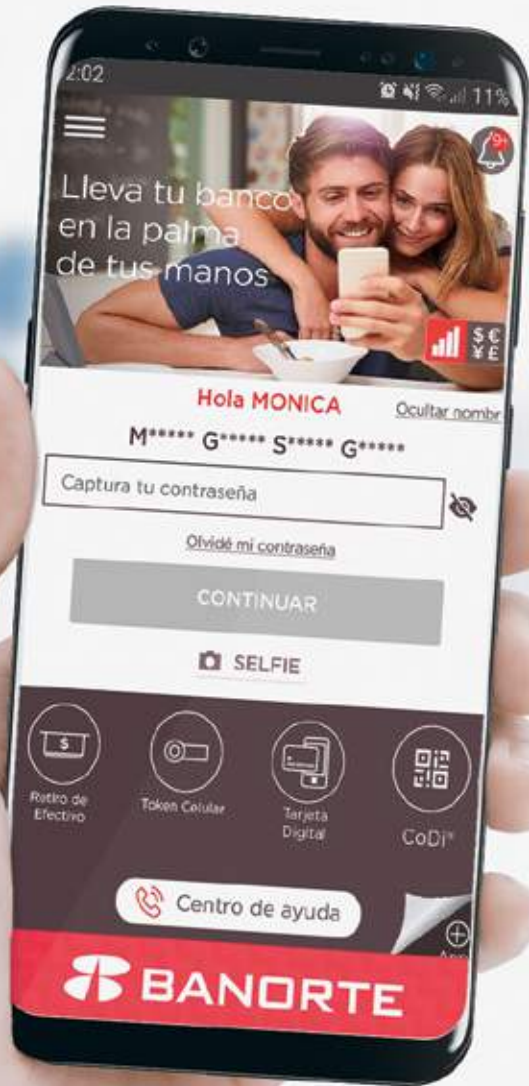 2:02
11%
9+
Lleva tu banco
en la palma
de tus manos
$ €
¥ £
Hola MONICA
Ocultar nombr
M***** G***** S***** G*****
Captura tu contraseña
Olvidé mi contraseña
CONTINUAR
SELFIE
$
Retiro de
Efectivo
Token Celular
Tarjeta
Digital
CoDi®
Centro de ayuda
BANORTE